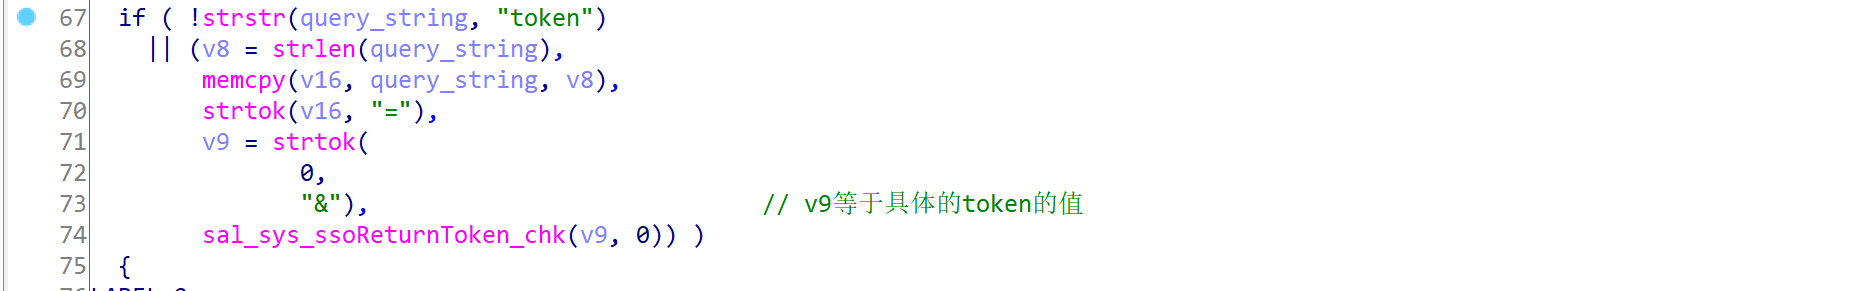 67 if ( !strstr(query_string, "token")
68 || (v8 = strlen(query_string),
69 memcpy(v16, query_string, v8),
70 strtok(v16, "="),
71 v9 = strtok(
72 0,
73 "&"), // v9等于具体的token的值
74 sal_sys_ssoReturnToken_chk(v9, 0)) )
75 {